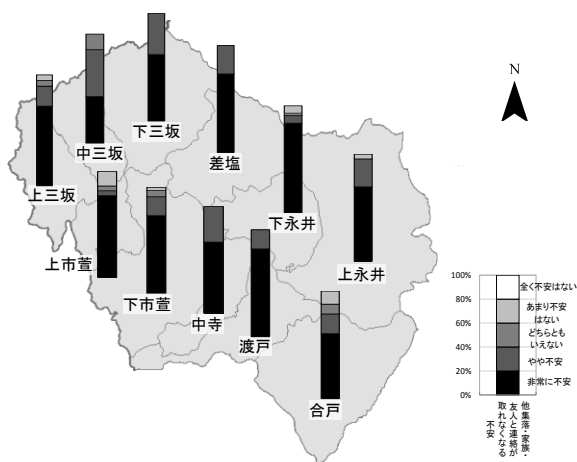 N
下三坂
中三坂
差塩
上三坂
下永井
上市萱
上永井
下市萱
中寺
渡戸
合戸
100%
80%
60%
40%
20%
0%
全く不安はない
あまり不安
はない
どちらとも
いえない
やや不安
非常に不安
他集落・家族・
友人と連絡が
取れなくなる
不安